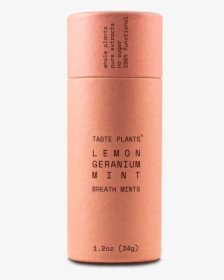 whole plants
pure extracts
no sugar
100% functional
TASTE PLANTS®
LEMON
GERANIUM
MINT
BREATH MINTS
1.2oz (34g)